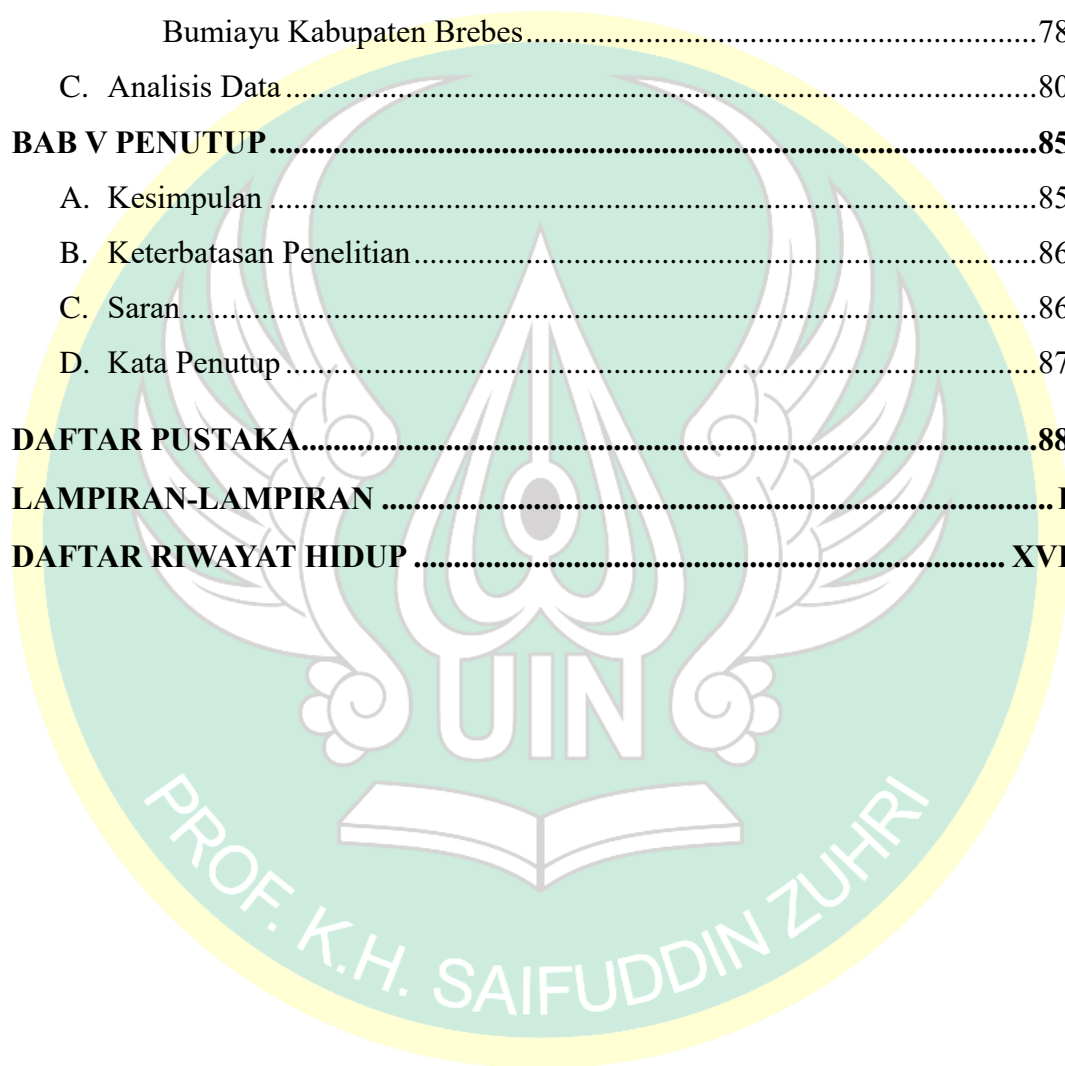 Bumiayu Kabupaten Brebes.................................................................78
C. Analisis Data...............................................................................................80
BAB V PENUTUP.................................................................................................85
A. Kesimpulan .................................................................................................85
B. Keterbatasan Penelitian...............................................................................86
C. Saran............................................................................................................86
D. Kata Penutup ...............................................................................................87
DAFTAR PUSTAKA.............................................................................................88
LAMPIRAN-LAMPIRAN ..................................................................................... I
DAFTAR RIWAYAT HIDUP ........................................................................... XVI
UIN
PROF. K.H. SAIFUDDIN ZUHRI